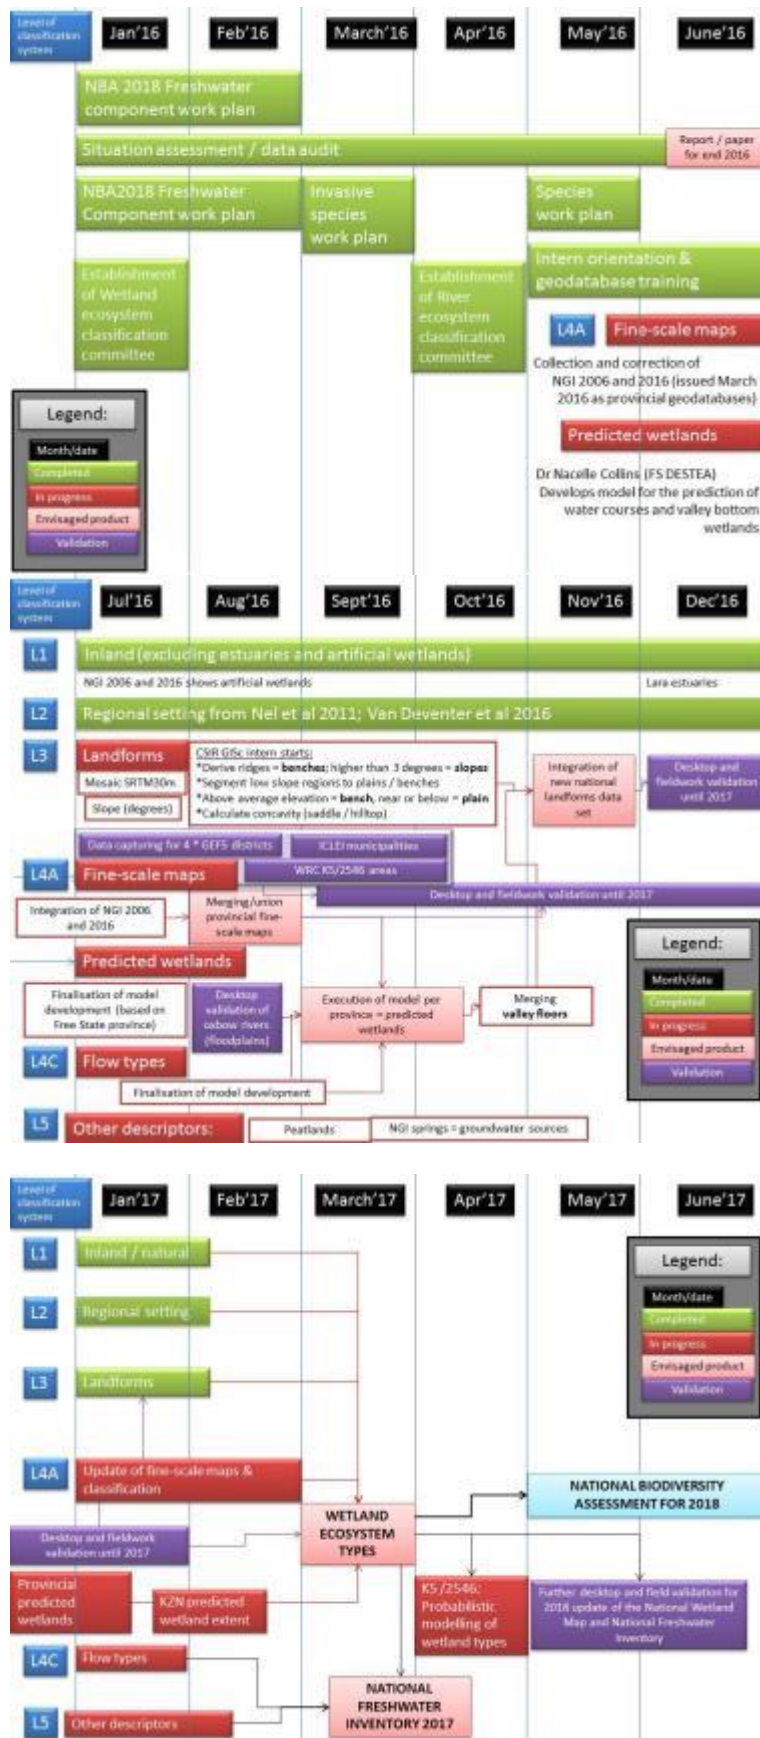 Level of
classification
system
Jan'16
Feb'16
March'16
Apr'16
May'16
June'16
NBA 2018 Freshwater
component work plan
Situation assessment / data audit
Report / paper
for end 2016
NBA2018 Freshwater
Component work plan
Invasive
species
work plan
Species
work plan
Intern orientation &
geodatabase training
Establishment
of Wetland
ecosystem
classification
committee
Establishment
of River
ecosystem
classification
committee
L4A
Fine-scale maps
Collection and correction of
NGI 2006 and 2016 (issued March
2016 as provincial geodatabases)
Predicted wetlands
Dr Nacelle Collins (FS DESTEA)
Develops model for the prediction of
water courses and valley bottom
wetlands
Legend:
Month/date
Completed
In progress
Envisaged product
Validation
Level of
classification
system
Jul'16
Aug'16
Sept'16
Oct'16
Nov'16
Dec'16
L1
Inland (excluding estuaries and artificial wetlands)
NGI 2006 and 2016 shows artificial wetlands
Lara estuaries
L2
Regional setting from Nel et al 2011; Van Deventer et al 2016
L3
Landforms
Mosaic SRTM30m
Slope (degrees)
CSIR GISc intern starts:
*Derive ridges = benches; higher than 3 degrees = slopes
*Segment low slope regions to plains / benches
*Above average elevation = bench, near or below = plain
*Calculate concavity (saddle / hilltop)
Integration of
new national
landforms data
set
Desktop and
fieldwork validation
until 2017
Data capturing for 4 * GEF5 districts
ICLEI municipalities
WRC K5/2546 areas
L4A
Fine-scale maps
Desktop and fieldwork validation until 2017
Integration of NGI 2006
and 2016
Merging/union
provincial fine-
scale maps
Predicted wetlands
Finalisation of model
development (based on
Free State province)
Desktop
validation of
oxbow rivers
(floodplains)
Execution of model per
province = predicted
wetlands
Merging
valley floors
L4C
Flow types
Finalisation of model development
L5
Other descriptors:
Peatlands
NGI springs = groundwater sources
Legend:
Month/date
Completed
In progress
Envisaged product
Validation
Level of
classification
system
Jan'17
Feb'17
March'17
Apr'17
May'17
June'17
L1
Inland / natural
L2
Regional setting
L3
Landforms
Legend:
Month/date
Completed
In progress
Envisaged product
Validation
L4A
Update of fine-scale maps &
classification
Desktop and fieldwork
validation until 2017
WETLAND
ECOSYSTEM
TYPES
NATIONAL BIODIVERSITY
ASSESSMENT FOR 2018
Provincial
predicted
wetlands
KZN predicted
wetland extent
K5/2546:
Probabilistic
modelling of
wetland types
Further desktop and field validation for
2018 update of the National Wetland
Map and National Freshwater
Inventory
L4C
Flow types
L5
Other descriptors
NATIONAL
FRESHWATER
INVENTORY 2017